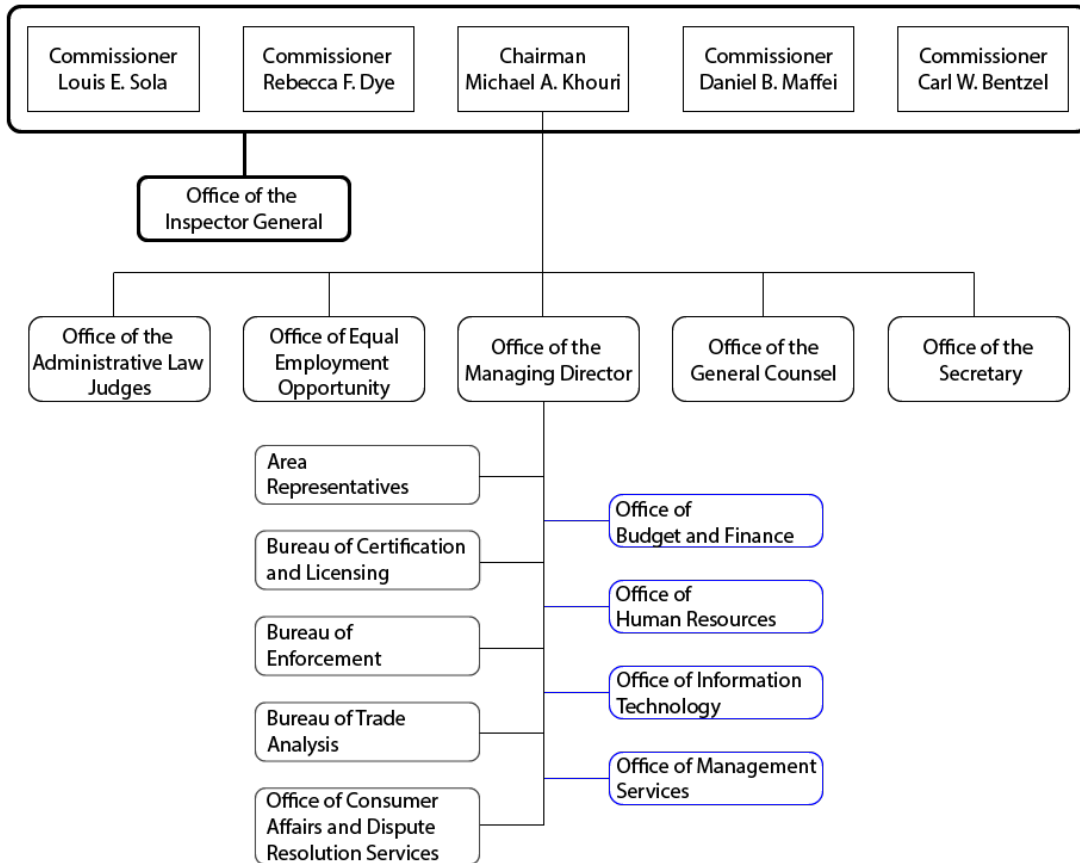 Commissioner
Louis E. Sola
Commissioner
Rebecca F. Dye
Chairman
Michael A. Khouri
Commissioner
Daniel B. Maffei
Commissioner
Carl W. Bentzel
Office of the
Inspector General
Office of the
Administrative Law
Judges
Office of Equal
Employment
Opportunity
Office of the
Managing Director
Office of the
General Counsel
Office of the
Secretary
Area
Representatives
Bureau of Certification
and Licensing
Bureau of
Enforcement
Bureau of Trade
Analysis
Office of Consumer
Affairs and Dispute
Resolution Services
Office of
Budget and Finance
Office of
Human Resources
Office of Information
Technology
Office of Management
Services